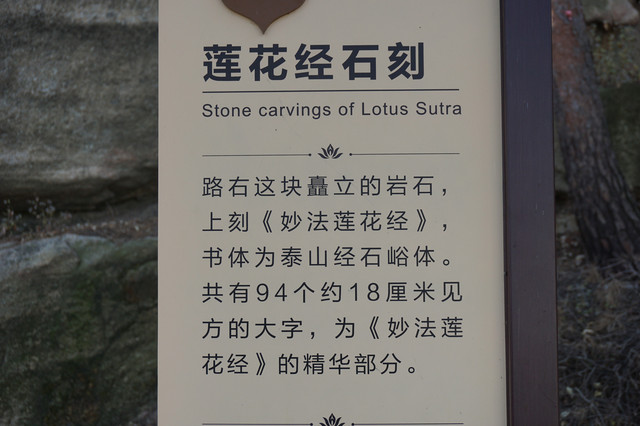 莲花经石刻
Stone carvings of Lotus Sutra
路右这块矗立的岩石，
上刻《妙法莲花经》，
书体为泰山经石峪体。
共有94个约18厘米见
方的大字，为《妙法莲
花经》的精华部分。